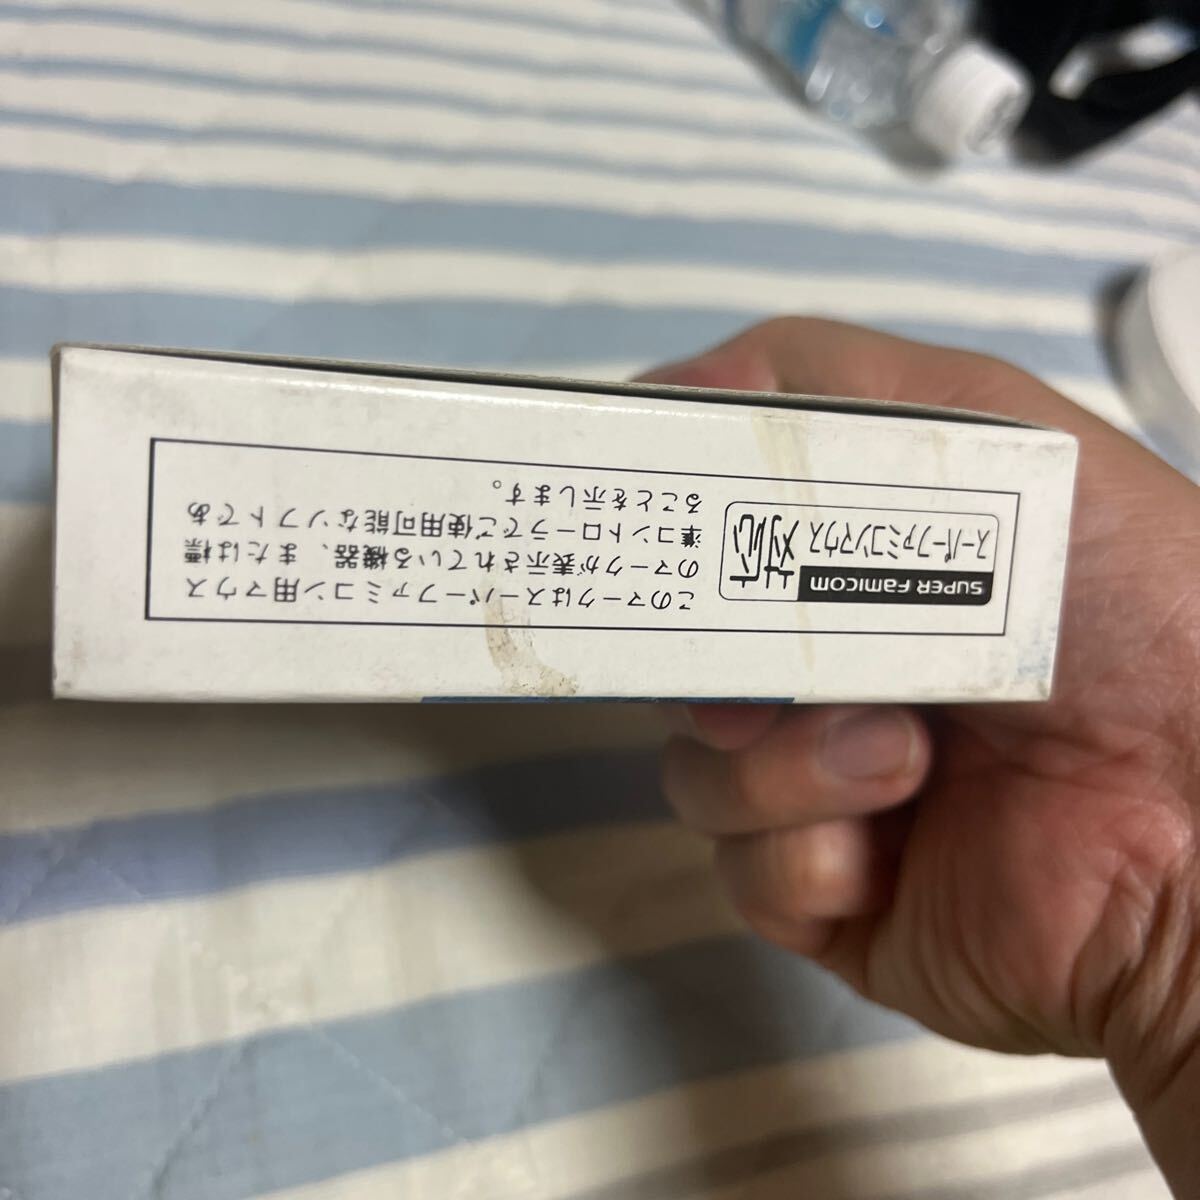 SUPER FAMICOM
スーパーファミコンマウス
対応
このマークはスーパーファミコン用マウス
のマークが表示されている機器、または標
準コントローラでご使用可能なソフトであ
ることを示します。